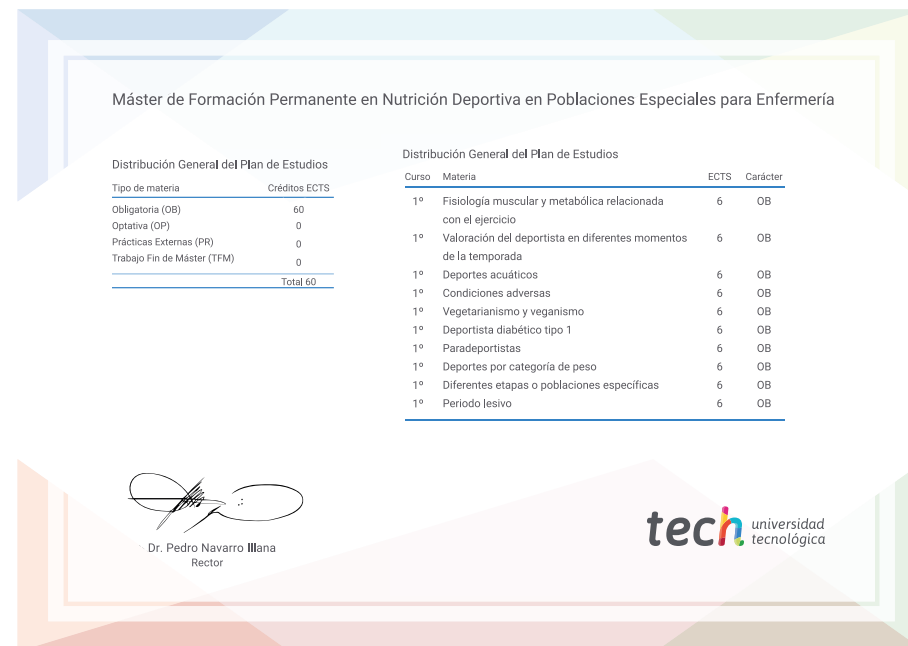 Máster de Formación Permanente en Nutrición Deportiva en Poblaciones Especiales para Enfermería
Distribución General del Plan de Estudios
Tipo de materia Créditos ECTS
Obligatoria (OB) 60
Optativa (OP) 0
Prácticas Externas (PR) 0
Trabajo Fin de Máster (TFM) 0
Total 60
Distribución General del Plan de Estudios
Curso Materia ECTS Carácter
1º Fisiología muscular y metabólica relacionada 6 OB
con el ejercicio
1º Valoración del deportista en diferentes momentos 6 OB
de la temporada
1º Deportes acuáticos 6 OB
1º Condiciones adversas 6 OB
1º Vegetarianismo y veganismo 6 OB
1º Deportista diabético tipo 1 6 OB
1º Paradeportistas 6 OB
1º Deportes por categoría de peso 6 OB
1º Diferentes etapas o poblaciones específicas 6 OB
1º Periodo lesivo 6 OB
Dr. Pedro Navarro Illana
Rector
tech universidad
tecnológica